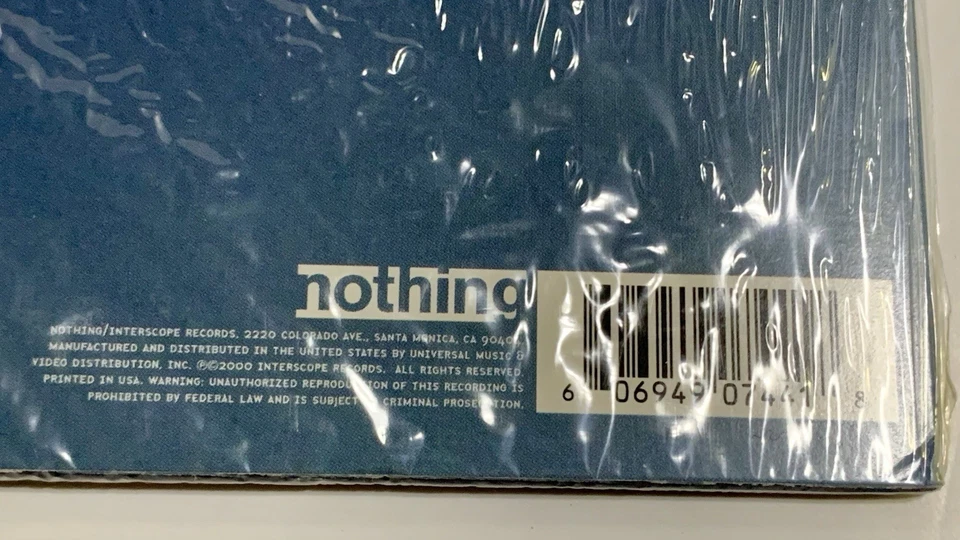 nothing
NOTHING/INTERSCOPE RECORDS, 2220 COLORADO AVE., SANTA MONICA, CA 9040
MANUFACTURED AND DISTRIBUTED IN THE UNITED STATES BY UNIVERSAL MUSIC &
VIDEO DISTRIBUTION, INC. ℗©2000 INTERSCOPE RECORDS. ALL RIGHTS RESERVED.
PRINTED IN USA. WARNING: UNAUTHORIZED REPRODUCTION OF THIS RECORDING IS
PROHIBITED BY FEDERAL LAW AND IS SUBJECT CRIMINAL PROSECUTION.
6 06949 07441 8